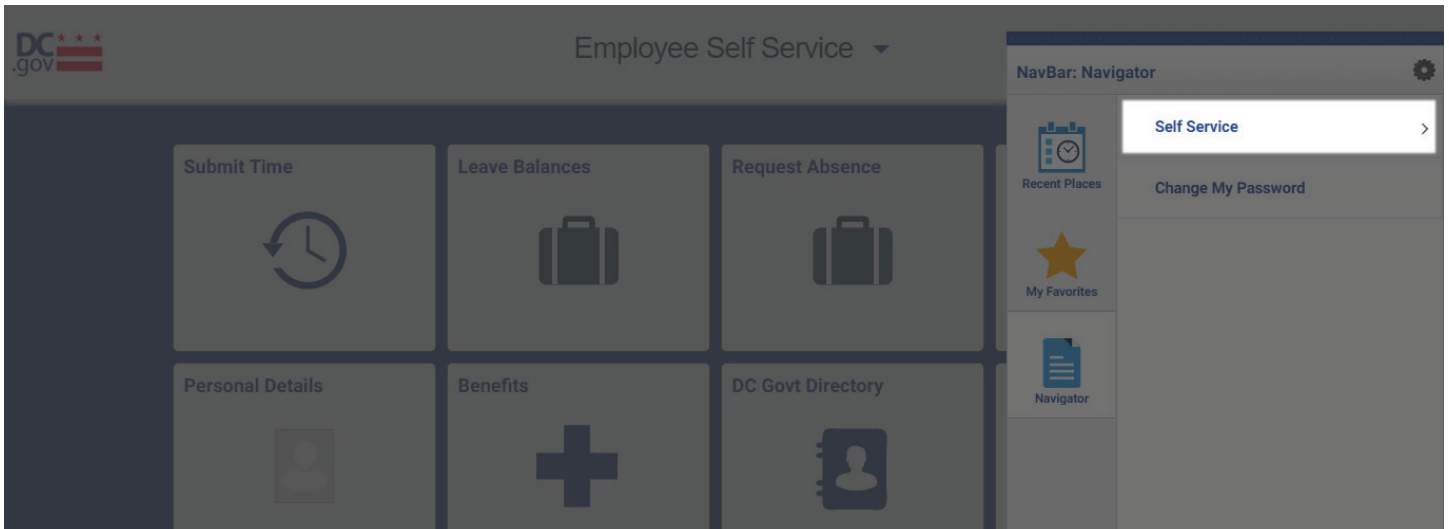 DC
.gov
Employee Self Service
NavBar: Navigator
Self Service
Change My Password
Recent Places
My Favorites
Navigator
Submit Time
Leave Balances
Request Absence
Personal Details
Benefits
DC Govt Directory